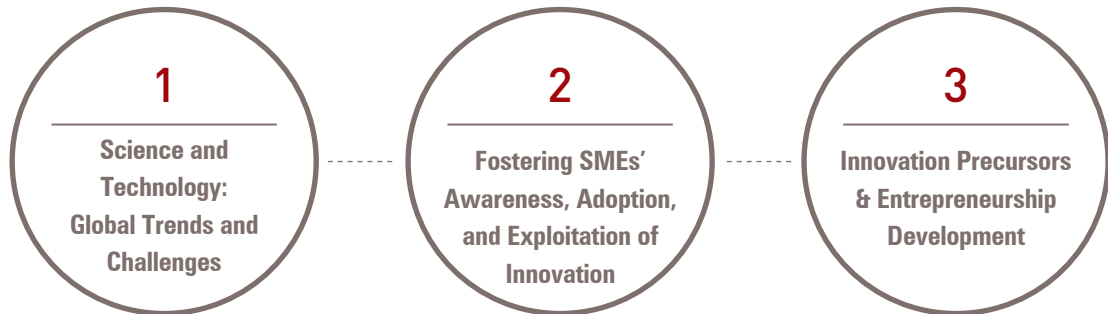 1
Science and
Technology:
Global Trends and
Challenges
2
Fostering SMEs’
Awareness, Adoption,
and Exploitation of
Innovation
3
Innovation Precursors
& Entrepreneurship
Development